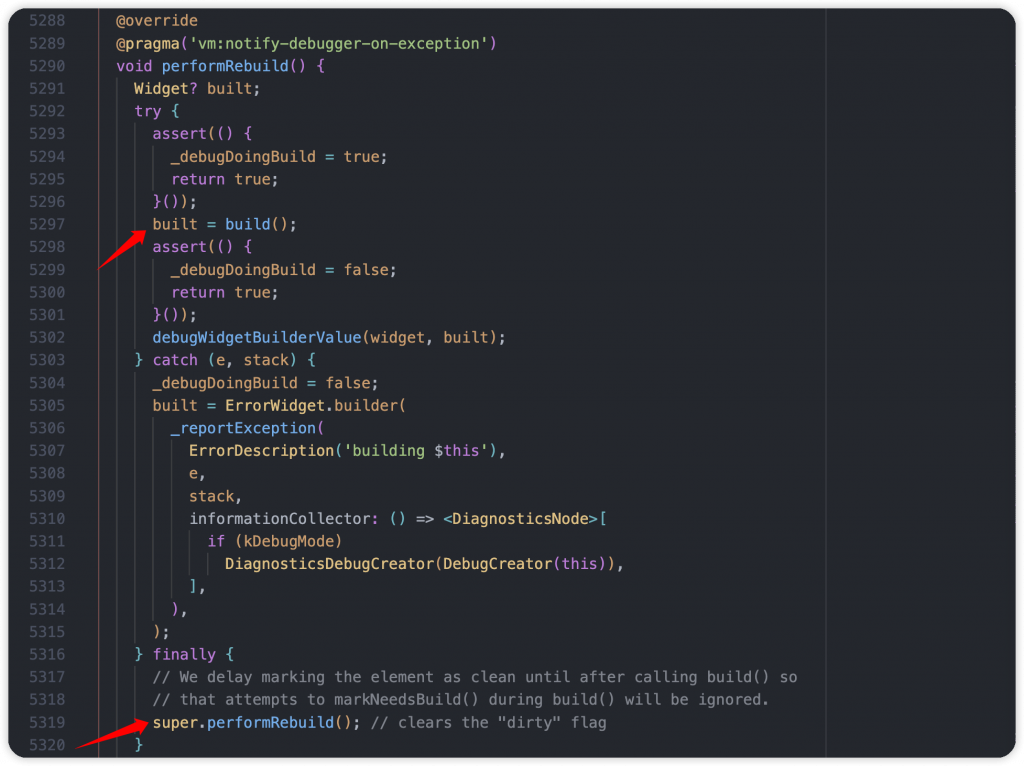 5288 @override
5289 @pragma('vm:notify-debugger-on-exception')
5290 void performRebuild() {
5291 Widget? built;
5292 try {
5293 assert(() {
5294 _debugDoingBuild = true;
5295 return true;
5296 }());
5297 built = build();
5298 assert(() {
5299 _debugDoingBuild = false;
5300 return true;
5301 }());
5302 debugWidgetBuilderValue(widget, built);
5303 } catch (e, stack) {
5304 _debugDoingBuild = false;
5305 built = ErrorWidget.builder(
5306 _reportException(
5307 ErrorDescription('building $this'),
5308 e,
5309 stack,
5310 informationCollector: () => <DiagnosticsNode>[
5311 if (kDebugMode)
5312 DiagnosticsDebugCreator(DebugCreator(this)),
5313 ],
5314 ),
5315 );
5316 } finally {
5317 // We delay marking the element as clean until after calling build() so
5318 // that attempts to markNeedsBuild() during build() will be ignored.
5319 super.performRebuild(); // clears the "dirty" flag
5320 }